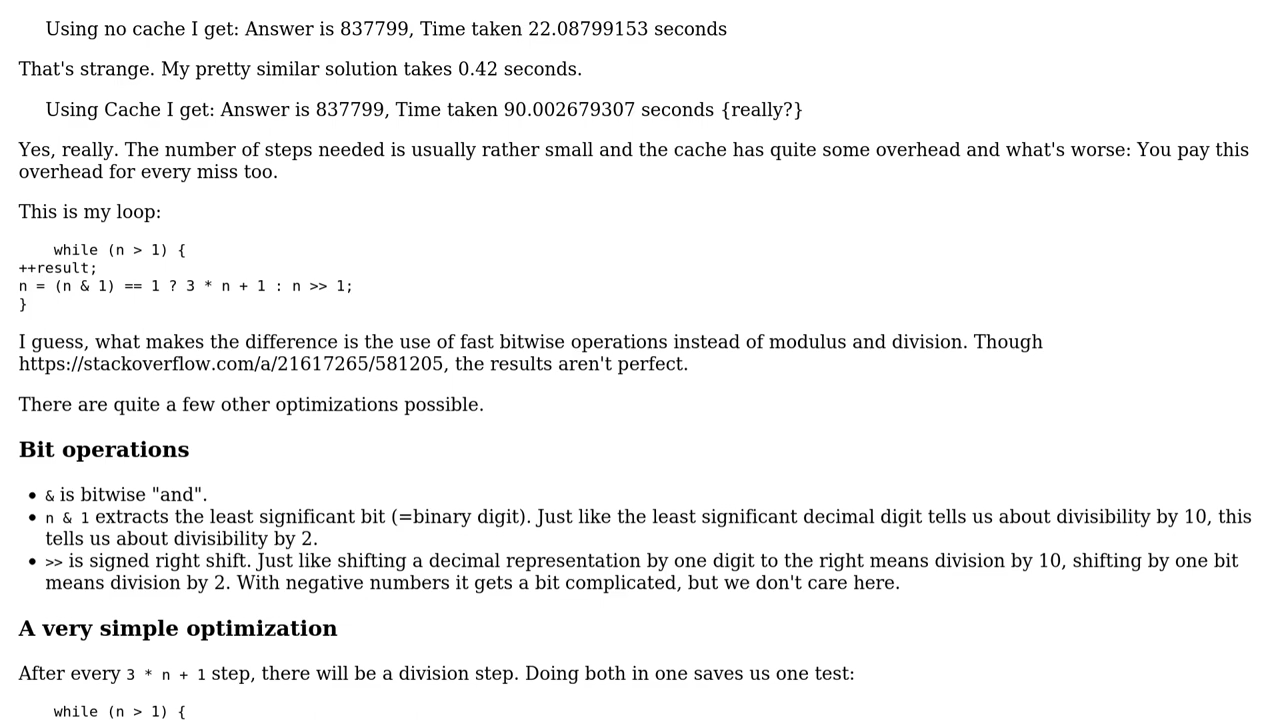 Using no cache I get: Answer is 837799, Time taken 22.08799153 seconds
That's strange. My pretty similar solution takes 0.42 seconds.
Using Cache I get: Answer is 837799, Time taken 90.002679307 seconds {really?}
Yes, really. The number of steps needed is usually rather small and the cache has quite some overhead and what's worse: You pay this
overhead for every miss too.
This is my loop:
while (n > 1) {
++result;
n = (n & 1) == 1 ? 3 * n + 1 : n >> 1;
}
I guess, what makes the difference is the use of fast bitwise operations instead of modulus and division. Though
https://stackoverflow.com/a/21617265/581205, the results aren't perfect.
There are quite a few other optimizations possible.
Bit operations
• & is bitwise "and".
• n & 1 extracts the least significant bit (=binary digit). Just like the least significant decimal digit tells us about divisibility by 10, this
tells us about divisibility by 2.
• >> is signed right shift. Just like shifting a decimal representation by one digit to the right means division by 10, shifting by one bit
means division by 2. With negative numbers it gets a bit complicated, but we don't care here.
A very simple optimization
After every 3 * n + 1 step, there will be a division step. Doing both in one saves us one test:
while (n > 1) {